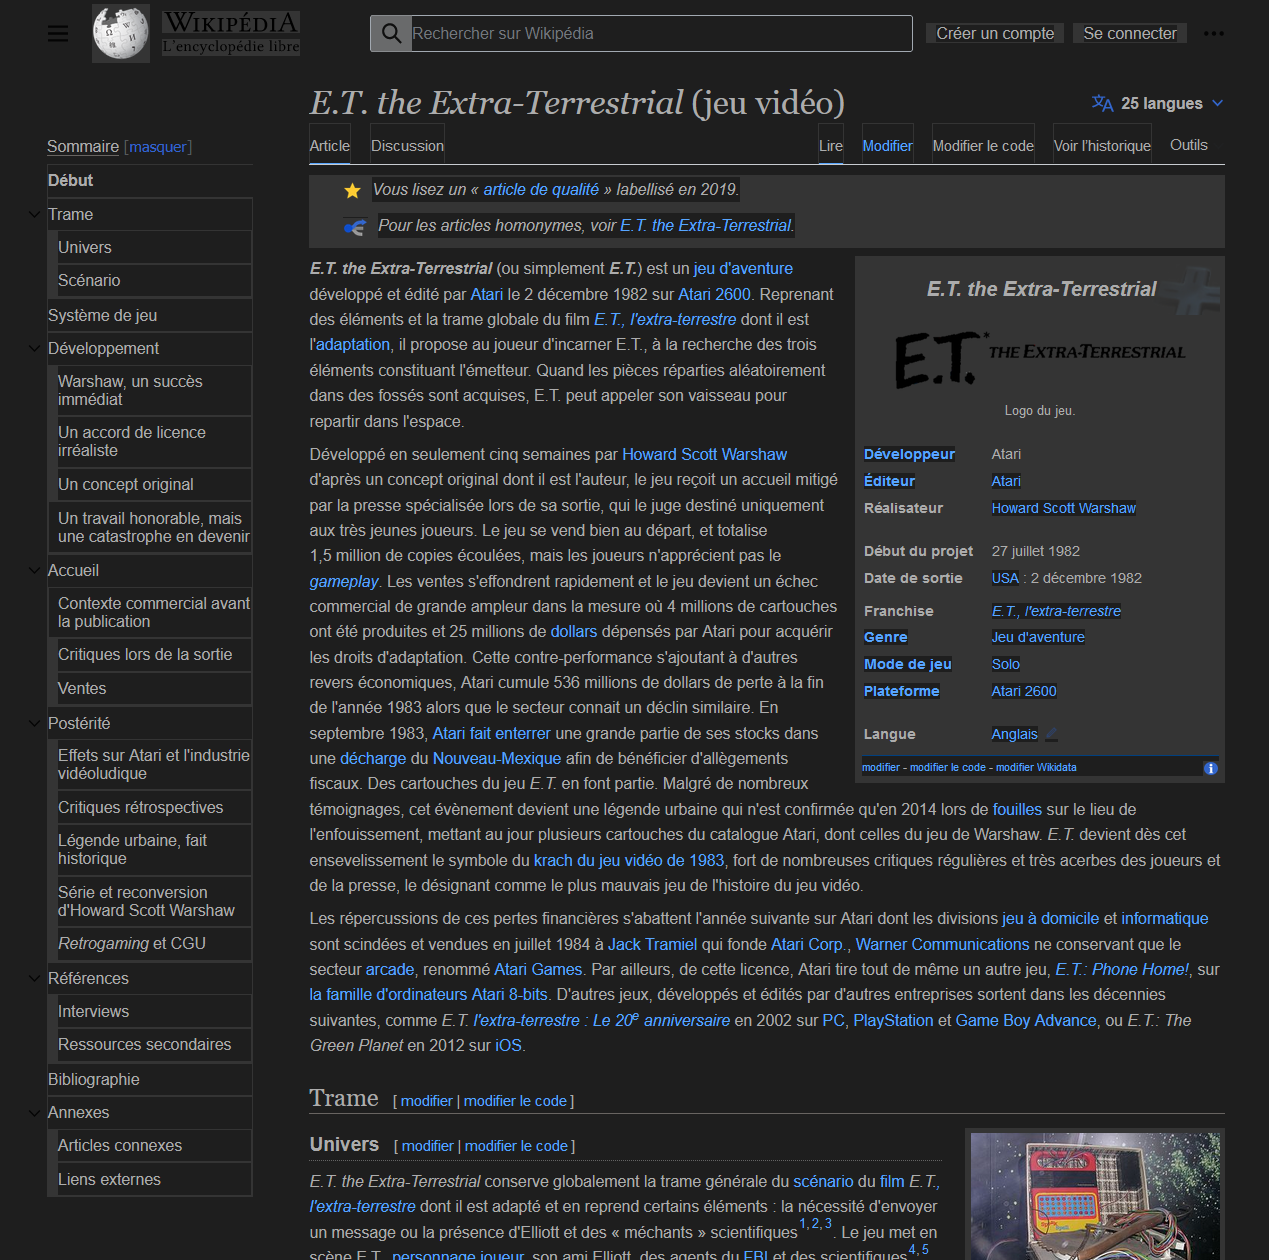 WIKIPÉDIA
L'encyclopédie libre
Rechercher sur Wikipédia
Créer un compte
Se connecter
E.T. the Extra-Terrestrial (jeu vidéo)
25 langues
Article
Discussion
Lire
Modifier
Modifier le code
Voir l'historique
Outils
Sommaire [masquer]
Début
Trame
Univers
Scénario
Système de jeu
Développement
Warshaw, un succès
immédiat
Un accord de licence
irréaliste
Un concept original
Un travail honorable, mais
une catastrophe en devenir
Accueil
Contexte commercial avant
la publication
Critiques lors de la sortie
Ventes
Postérité
Effets sur Atari et l'industrie
vidéoludique
Critiques rétrospectives
Légende urbaine, fait
historique
Série et reconversion
d'Howard Scott Warshaw
Retrogaming et CGU
Références
Interviews
Ressources secondaires
Bibliographie
Annexes
Articles connexes
Liens externes
Vous lisez un « article de qualité » labellisé en 2019.
Pour les articles homonymes, voir E.T. the Extra-Terrestrial.
E.T. the Extra-Terrestrial (ou simplement E.T.) est un jeu d'aventure
développé et édité par Atari le 2 décembre 1982 sur Atari 2600. Reprenant
des éléments et la trame globale du film E.T., l'extra-terrestre dont il est
l'adaptation, il propose au joueur d'incarner E.T., à la recherche des trois
éléments constituant l'émetteur. Quand les pièces réparties aléatoirement
dans des fossés sont acquises, E.T. peut appeler son vaisseau pour
repartir dans l'espace.
Développé en seulement cinq semaines par Howard Scott Warshaw
d'après un concept original dont il est l'auteur, le jeu reçoit un accueil mitigé
par la presse spécialisée lors de sa sortie, qui le juge destiné uniquement
aux très jeunes joueurs. Le jeu se vend bien au départ, et totalise
1,5 million de copies écoulées, mais les joueurs n'apprécient pas le
gameplay. Les ventes s'effondrent rapidement et le jeu devient un échec
commercial de grande ampleur dans la mesure où 4 millions de cartouches
ont été produites et 25 millions de dollars dépensés par Atari pour acquérir
les droits d'adaptation. Cette contre-performance s'ajoutant à d'autres
revers économiques, Atari cumule 536 millions de dollars de perte à la fin
de l'année 1983 alors que le secteur connait un déclin similaire. En
septembre 1983, Atari fait enterrer une grande partie de ses stocks dans
une décharge du Nouveau-Mexique afin de bénéficier d'allègements
fiscaux. Des cartouches du jeu E.T. en font partie. Malgré de nombreux
témoignages, cet évènement devient une légende urbaine qui n'est confirmée qu'en 2014 lors de fouilles sur le lieu de
l'enfouissement, mettant au jour plusieurs cartouches du catalogue Atari, dont celles du jeu de Warshaw. E.T. devient dès cet
ensevelissement le symbole du krach du jeu vidéo de 1983, fort de nombreuses critiques régulières et très acerbes des joueurs et
de la presse, le désignant comme le plus mauvais jeu de l'histoire du jeu vidéo.
Les répercussions de ces pertes financières s'abattent l'année suivante sur Atari dont les divisions jeu à domicile et informatique
sont scindées et vendues en juillet 1984 à Jack Tramiel qui fonde Atari Corp., Warner Communications ne conservant que le
secteur arcade, renommé Atari Games. Par ailleurs, de cette licence, Atari tire tout de même un autre jeu, E.T.: Phone Home!, sur
la famille d'ordinateurs Atari 8-bits. D'autres jeux, développés et édités par d'autres entreprises sortent dans les décennies
suivantes, comme E.T. l'extra-terrestre : Le 20e anniversaire en 2002 sur PC, PlayStation et Game Boy Advance, ou E.T.: The
Green Planet en 2012 sur iOS.
E.T. the Extra-Terrestrial
E.T.* THE EXTRA-TERRESTRIAL
Logo du jeu.
Développeur Atari
Éditeur Atari
Réalisateur Howard Scott Warshaw
Début du projet 27 juillet 1982
Date de sortie USA : 2 décembre 1982
Franchise E.T., l'extra-terrestre
Genre Jeu d'aventure
Mode de jeu Solo
Plateforme Atari 2600
Langue Anglais
modifier - modifier le code - modifier Wikidata
Trame [ modifier | modifier le code ]
Univers [ modifier | modifier le code ]
E.T. the Extra-Terrestrial conserve globalement la trame générale du scénario du film E.T.,
l'extra-terrestre dont il est adapté et en reprend certains éléments : la nécessité d'envoyer
un message ou la présence d'Elliott et des « méchants » scientifiques1, 2, 3. Le jeu met en
scène E.T., personnage joueur, son ami Elliott, des agents du FBI et des scientifiques4, 5